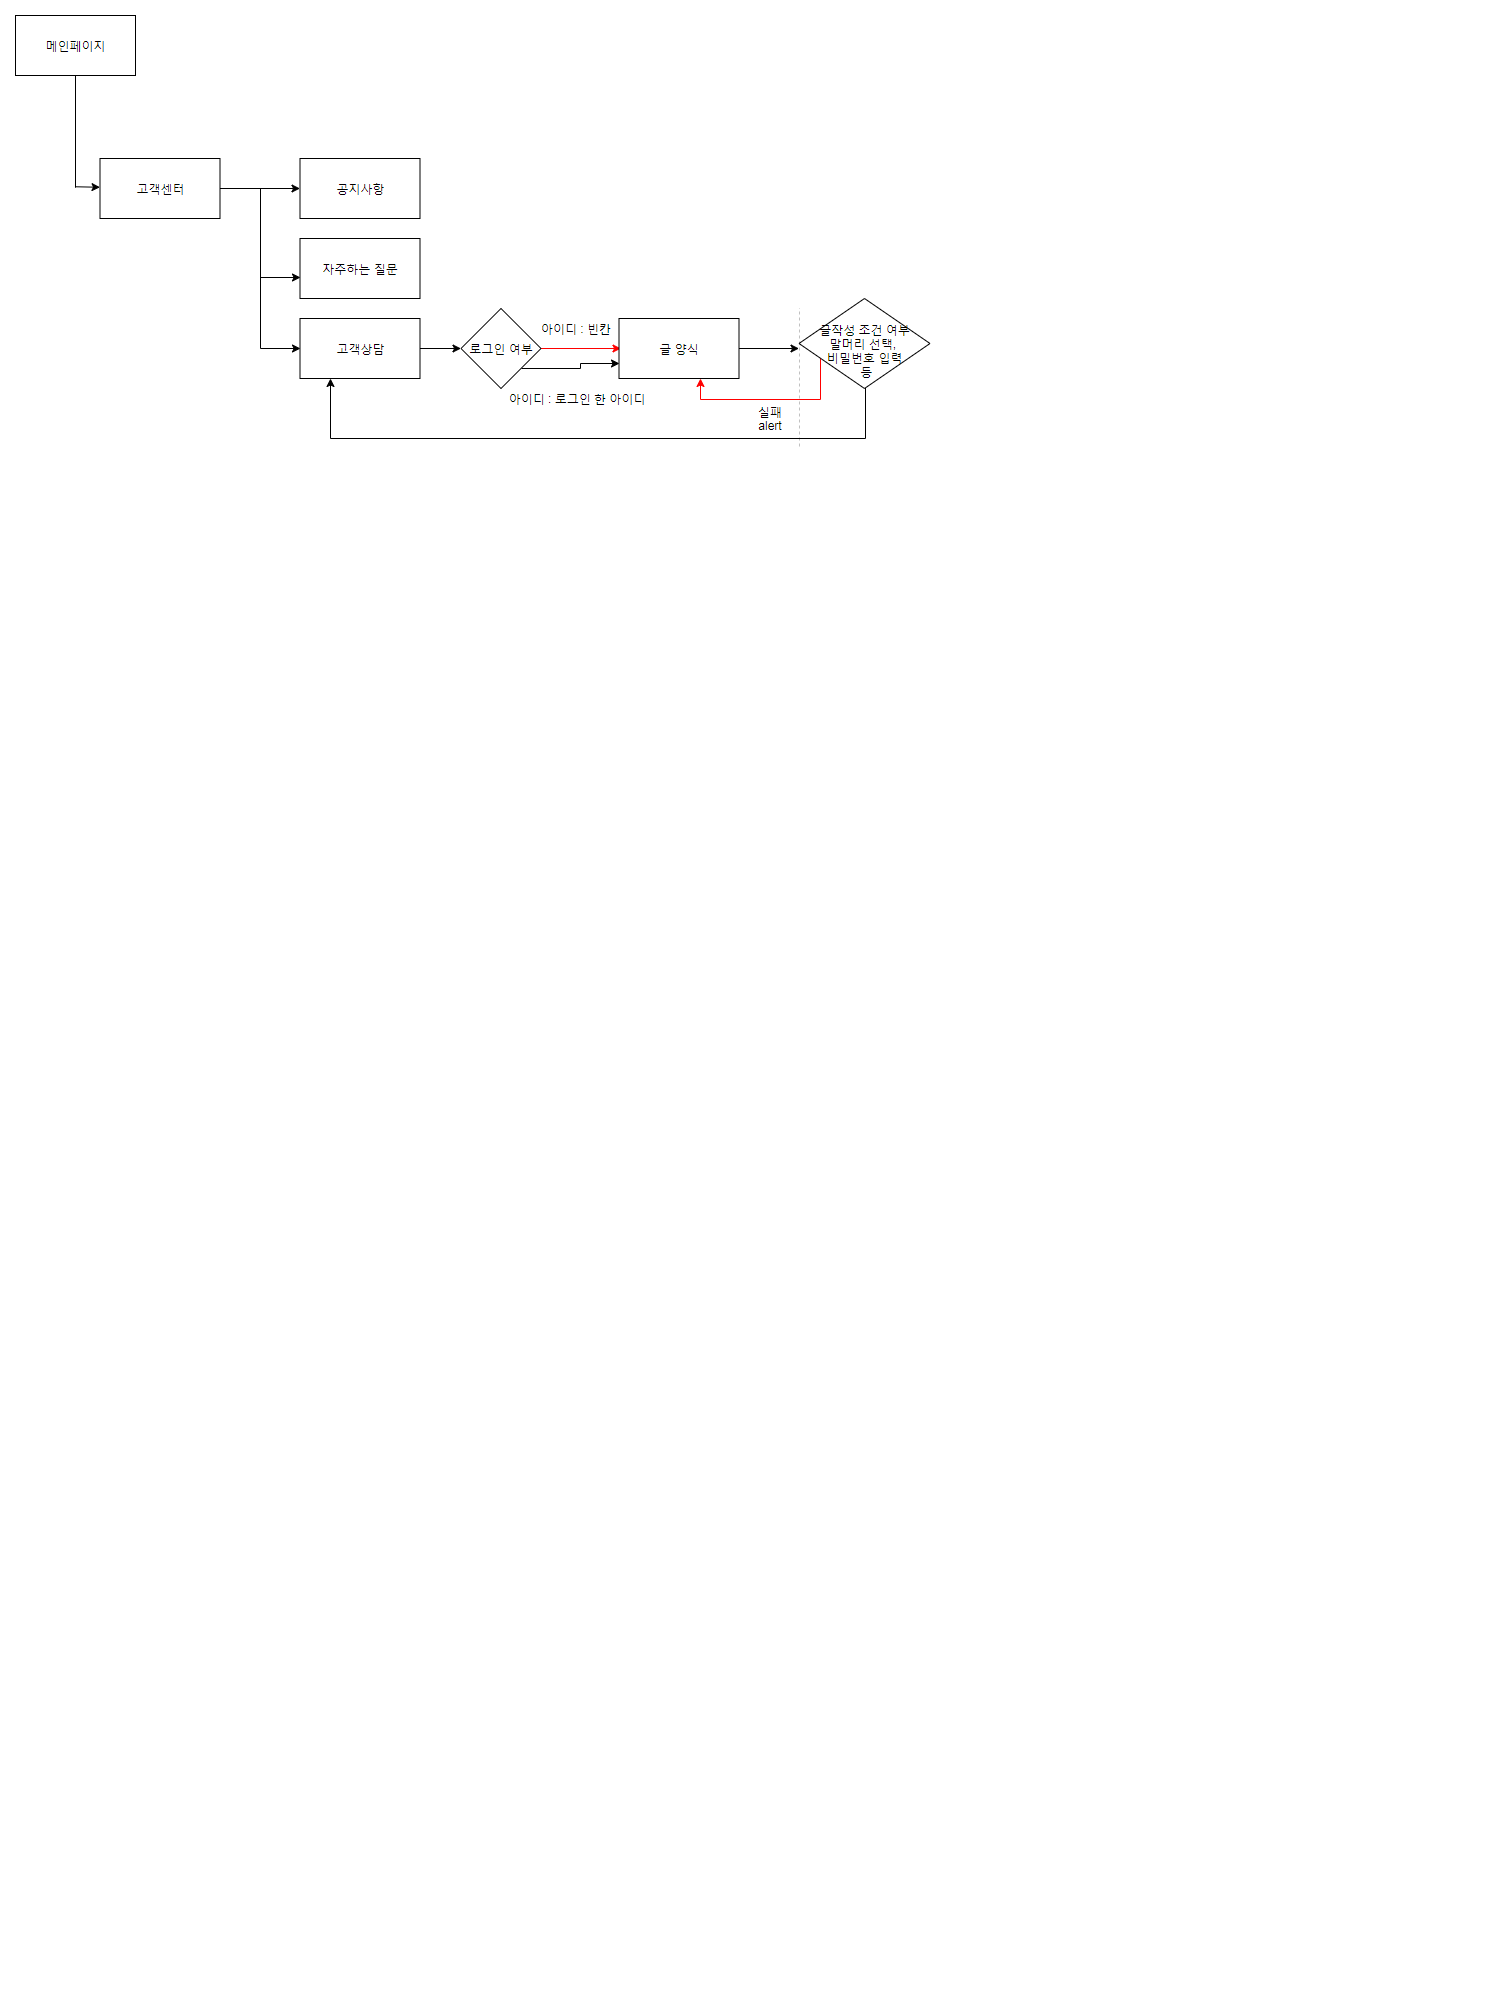 메인페이지
고객센터
공지사항
자주하는 질문
고객상담
로그인 여부
아이디 : 빈칸
아이디 : 로그인 한 아이디
글 양식
글작성 조건 여부
말머리 선택,
비밀번호 입력
등
실패
alert